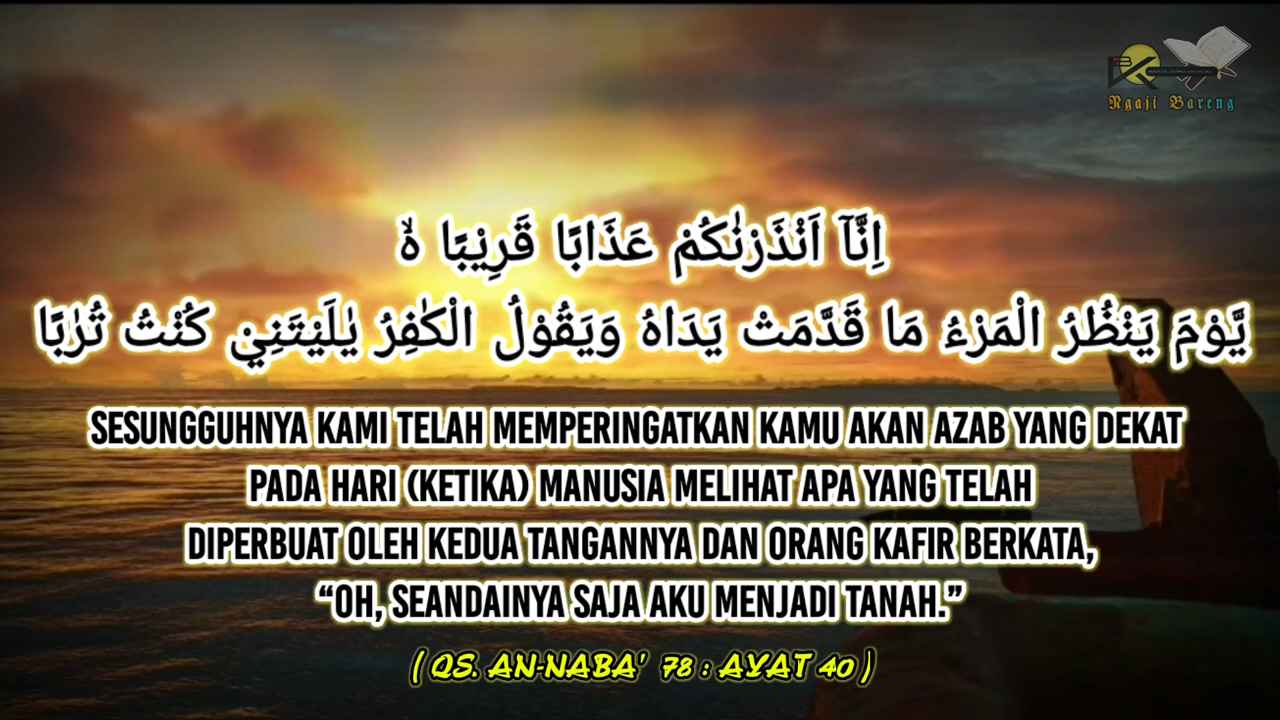 Ngaji Bareng
اِنَّآ اَنْذَرْنٰكُمْ عَذَابًا قَرِيْبًا ەۙ
يَّوْمَ يَنْظُرُ الْمَرْءُ مَا قَدَّمَتْ يَدَاهُ وَيَقُوْلُ الْكٰفِرُ يٰلَيْتَنِيْ كُنْتُ تُرٰبًا
SESUNGGUHNYA KAMI TELAH MEMPERINGATKAN KAMU AKAN AZAB YANG DEKAT
PADA HARI (KETIKA) MANUSIA MELIHAT APA YANG TELAH
DIPERBUAT OLEH KEDUA TANGANNYA DAN ORANG KAFIR BERKATA,
“OH, SEANDAINYA SAJA AKU MENJADI TANAH.”
( QS. AN-NABA' 78 : AYAT 40 )